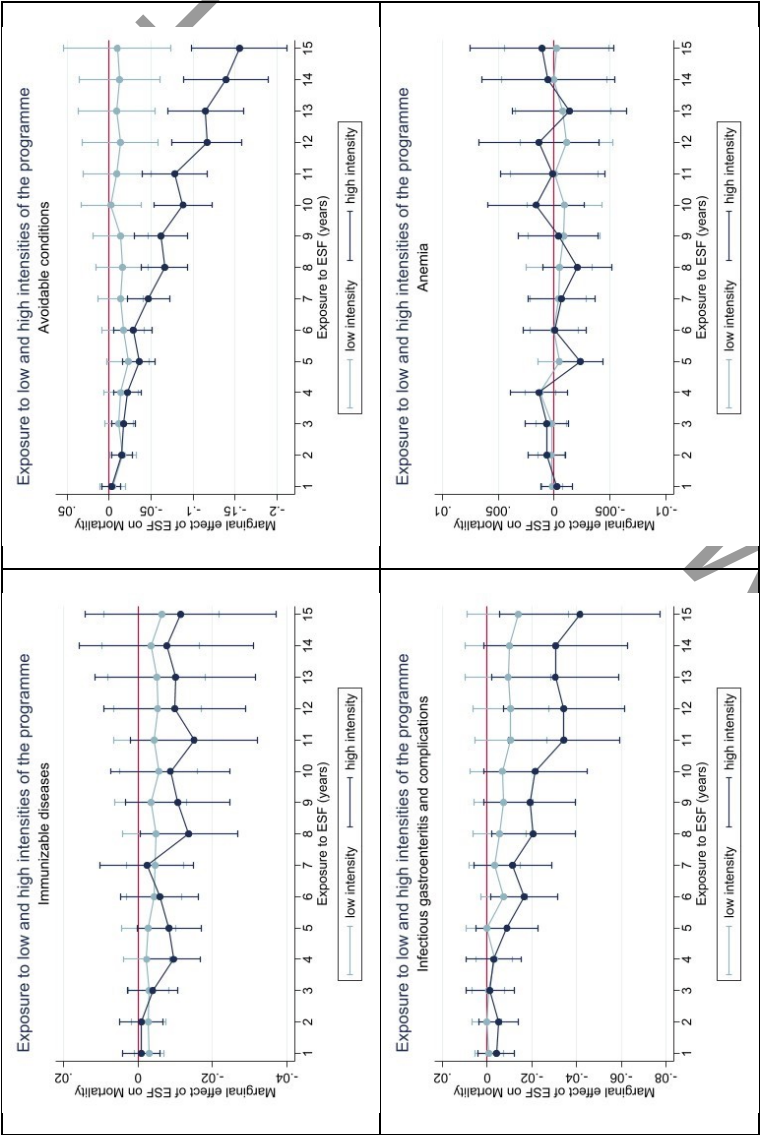 Exposure to low and high intensities of the programme
Immunizable diseases
Marginal effect of ESF on Mortality
.02
0
-.02
-.04
1 2 3 4 5 6 7 8 9 10 11 12 13 14 15
Exposure to ESF (years)
low intensity high intensity
Exposure to low and high intensities of the programme
Avoidable conditions
Marginal effect of ESF on Mortality
.05
0
-.05
-.1
-.15
-.2
1 2 3 4 5 6 7 8 9 10 11 12 13 14 15
Exposure to ESF (years)
low intensity high intensity
Exposure to low and high intensities of the programme
Infectious gastroenteritis and complications
Marginal effect of ESF on Mortality
.02
0
-.02
-.04
-.06
-.08
1 2 3 4 5 6 7 8 9 10 11 12 13 14 15
Exposure to ESF (years)
low intensity high intensity
Exposure to low and high intensities of the programme
Anemia
Marginal effect of ESF on Mortality
.01
.005
0
-.005
-.01
1 2 3 4 5 6 7 8 9 10 11 12 13 14 15
Exposure to ESF (years)
low intensity high intensity